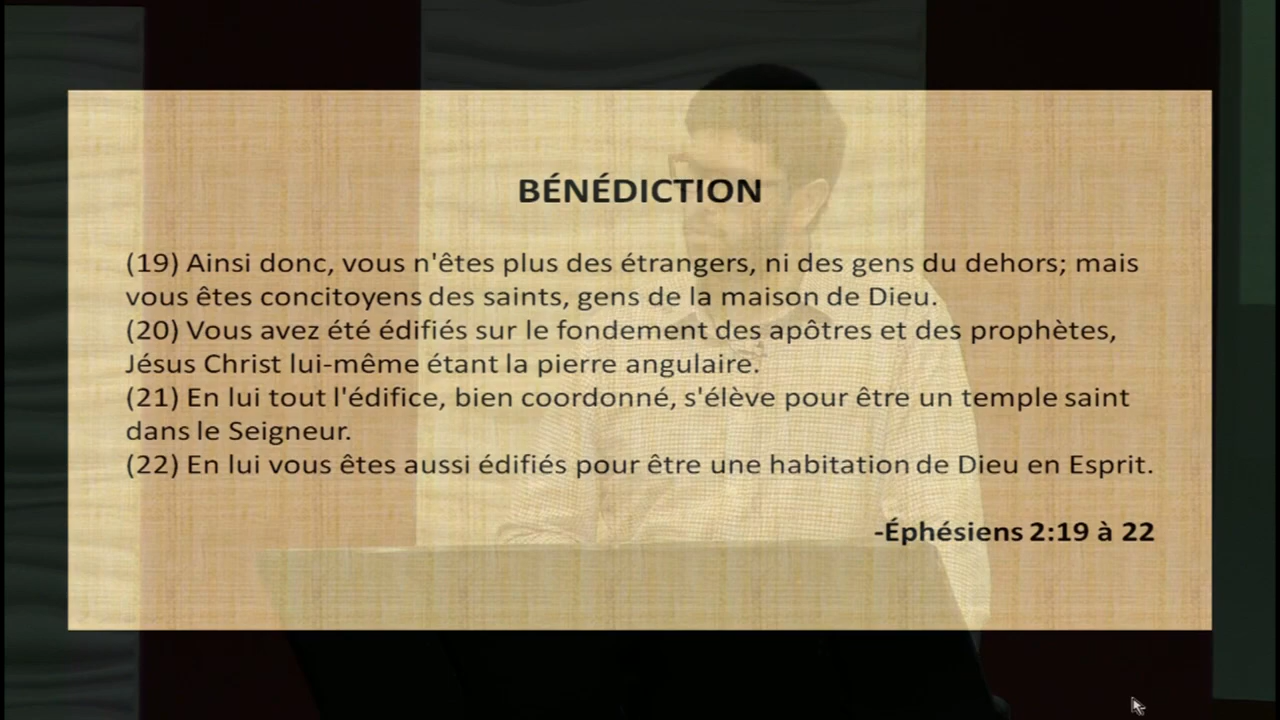 BÉNÉDICTION
(19) Ainsi donc, vous n'êtes plus des étrangers, ni des gens du dehors; mais
vous êtes concitoyens des saints, gens de la maison de Dieu.
(20) Vous avez été édifiés sur le fondement des apôtres et des prophètes,
Jésus Christ lui-même étant la pierre angulaire.
(21) En lui tout l'édifice, bien coordonné, s'élève pour être un temple saint
dans le Seigneur.
(22) En lui vous êtes aussi édifiés pour être une habitation de Dieu en Esprit.
-Éphésiens 2:19 à 22